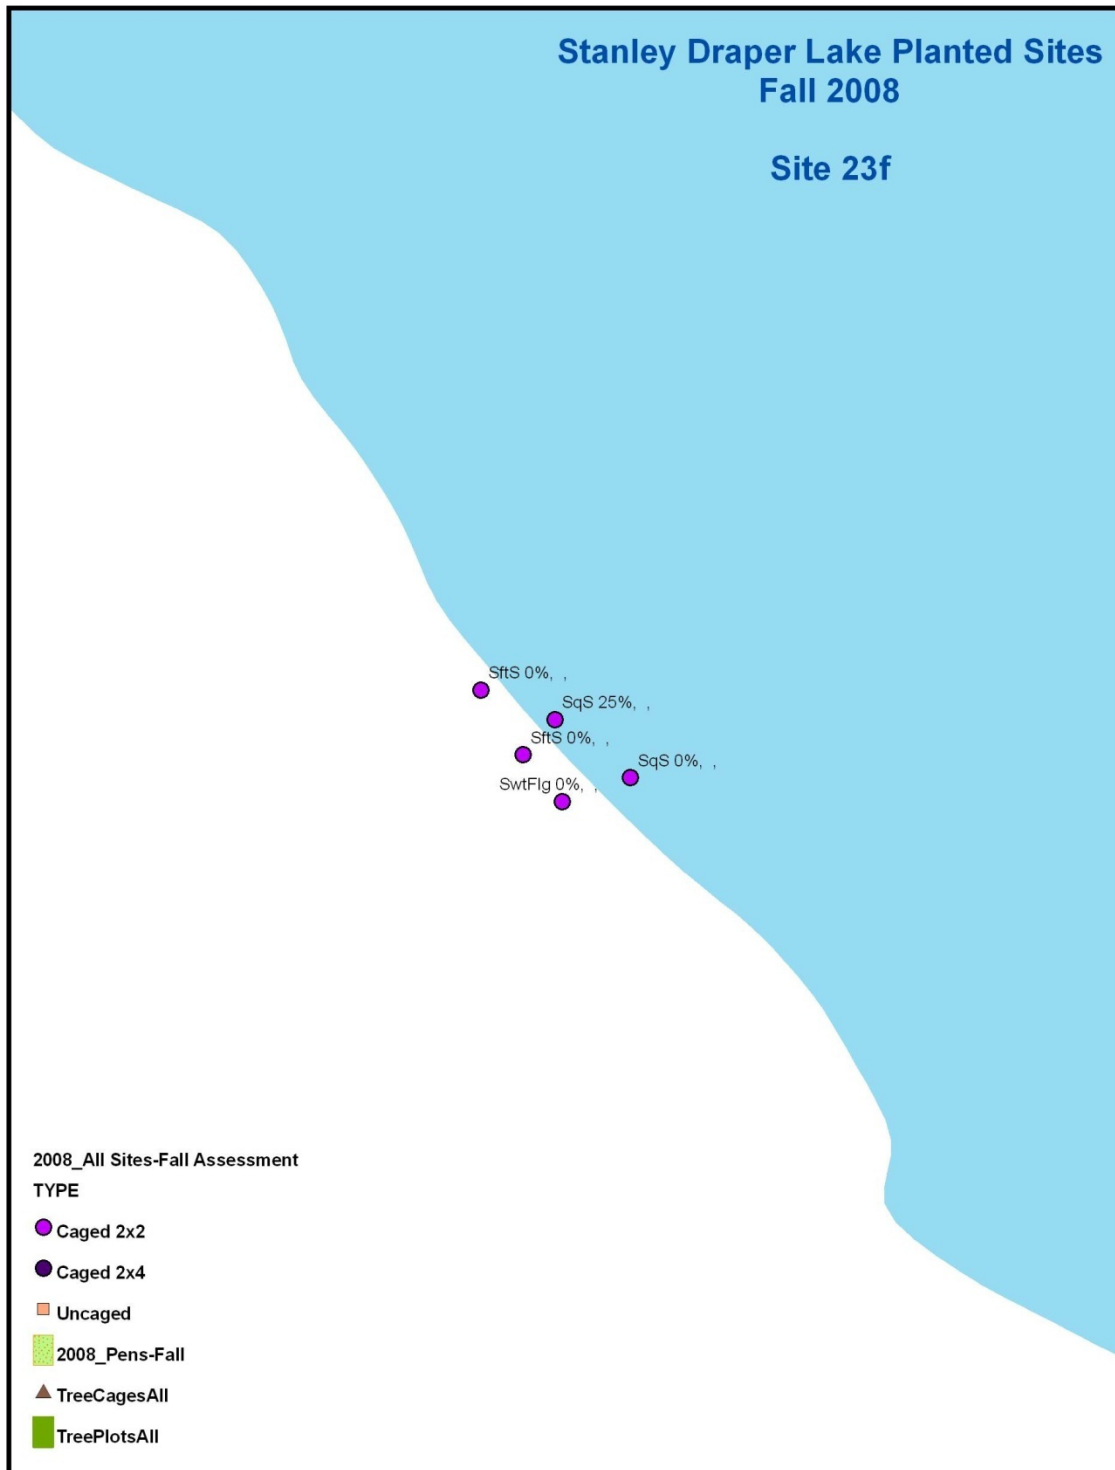 Stanley Draper Lake Planted Sites
Fall 2008
Site 23f
SftS 0%, ,
SqS 25%, ,
SftS 0%, ,
SqS 0%, ,
SwtFlg 0%, ,
2008_All Sites-Fall Assessment
TYPE
Caged 2x2
Caged 2x4
Uncaged
2008_Pens-Fall
TreeCagesAll
TreePlotsAll